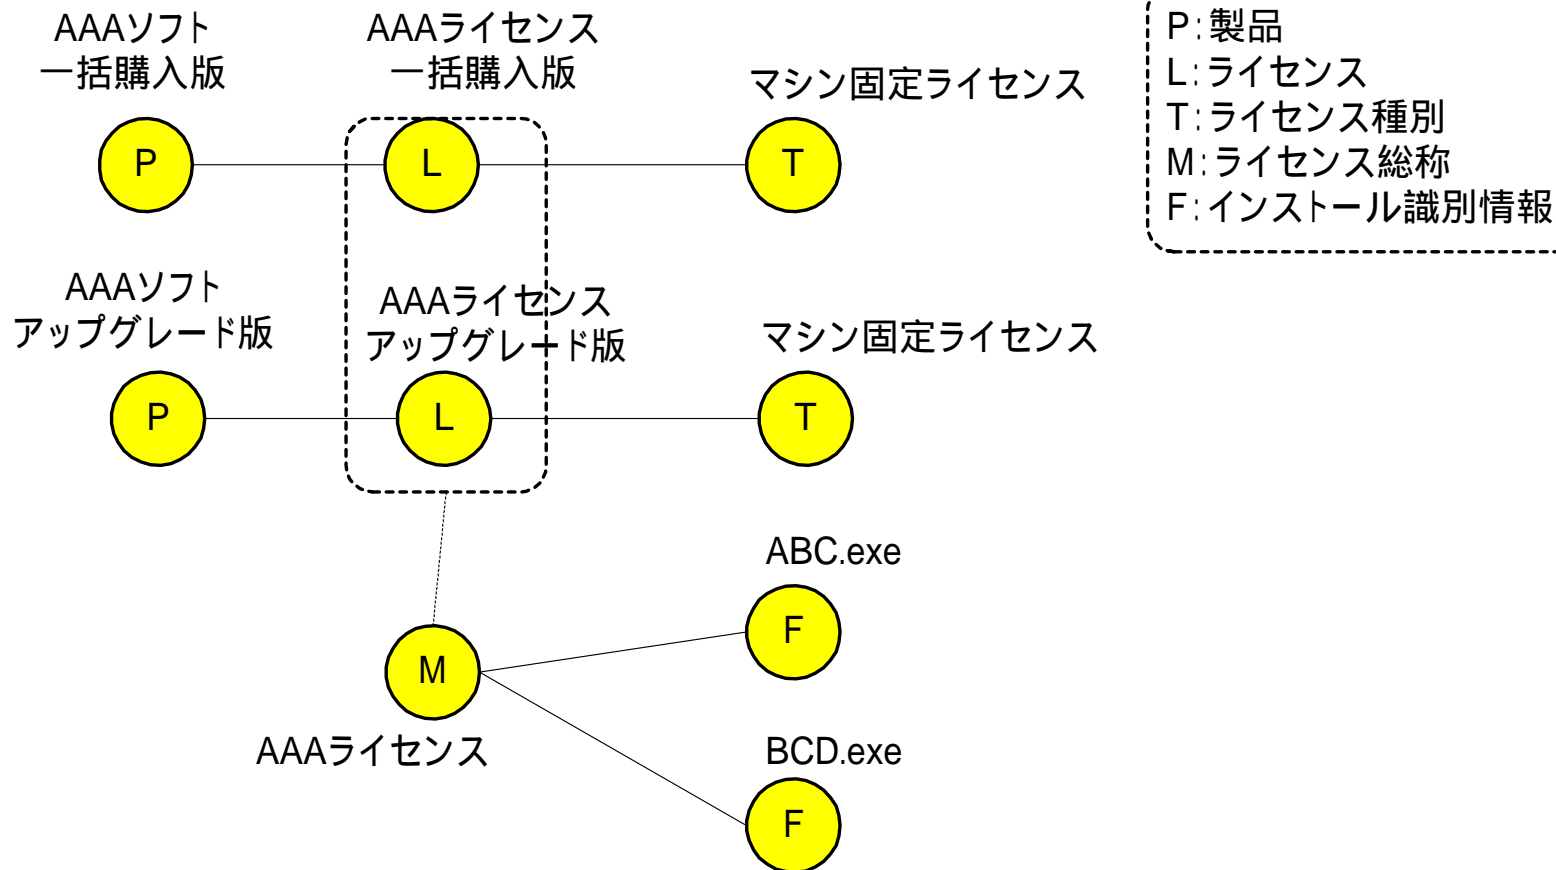 AAAソフト
一括購入版
AAAライセンス
一括購入版
マシン固定ライセンス
P:製品
L:ライセンス
T:ライセンス種別
M:ライセンス総称
F:インストール識別情報
P
L
T
AAAソフト
アップグレード版
AAAライセンス
アップグレード版
マシン固定ライセンス
P
L
T
ABC.exe
F
M
AAAライセンス
BCD.exe
F